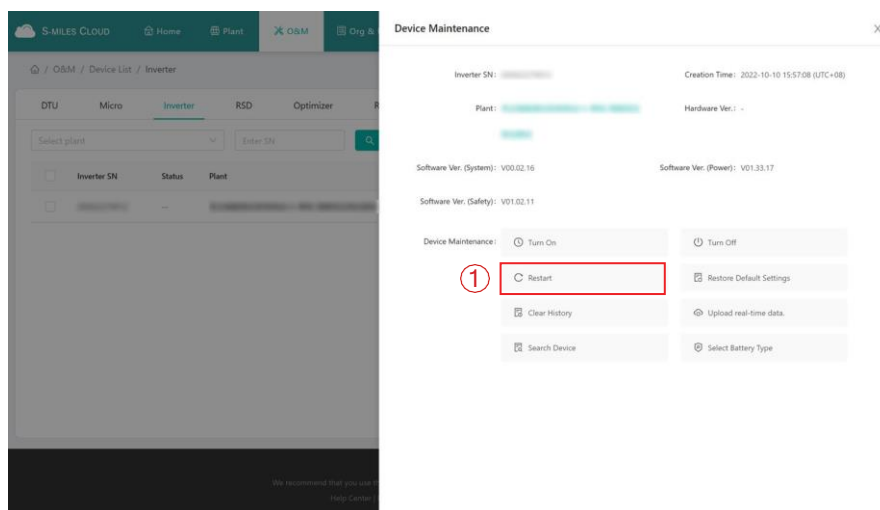 S-MILES CLOUD Home Plant O&M Org &
/ O&M / Device List / Inverter
DTU Micro Inverter RSD Optimizer R
Select plant Enter SN
Inverter SN Status Plant
--
We recommend that you use th
Help Center |
Device Maintenance X
Inverter SN: Creation Time: 2022-10-10 15:57:08 (UTC+08)
Plant: Hardware Ver.: -
Software Ver. (System): V00.02.16 Software Ver. (Power): V01.33.17
Software Ver. (Safety): V01.02.11
Device Maintenance: Turn On Turn Off
① Restart Restore Default Settings
Clear History Upload real-time data.
Search Device Select Battery Type